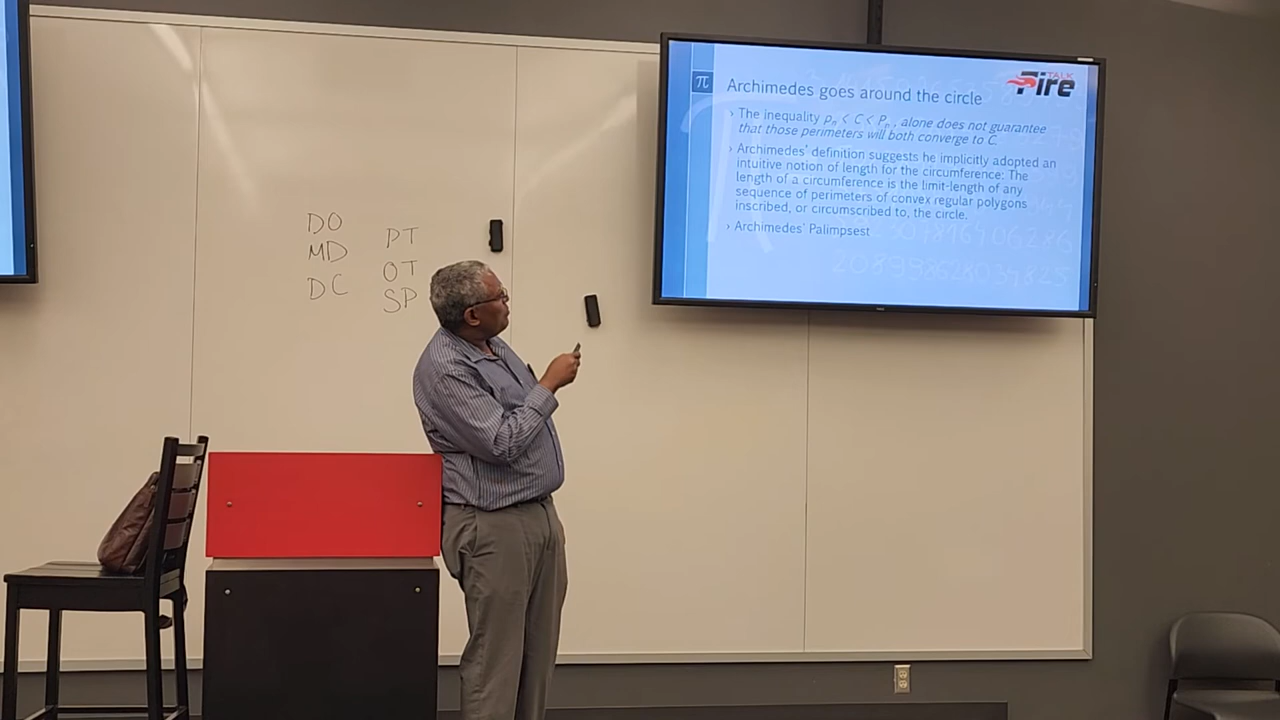 DO
MD
DC
PT
OT
SP
π
TALK
Fire
Archimedes goes around the circle
› The inequality pₙ < C < Pₙ, alone does not guarantee
that those perimeters will both converge to C.
› Archimedes' definition suggests he implicitly adopted an
intuitive notion of length for the circumference: The
length of a circumference is the limit-length of any
sequence of perimeters of convex regular polygons
inscribed, or circumscribed to, the circle.
› Archimedes' Palimpsest